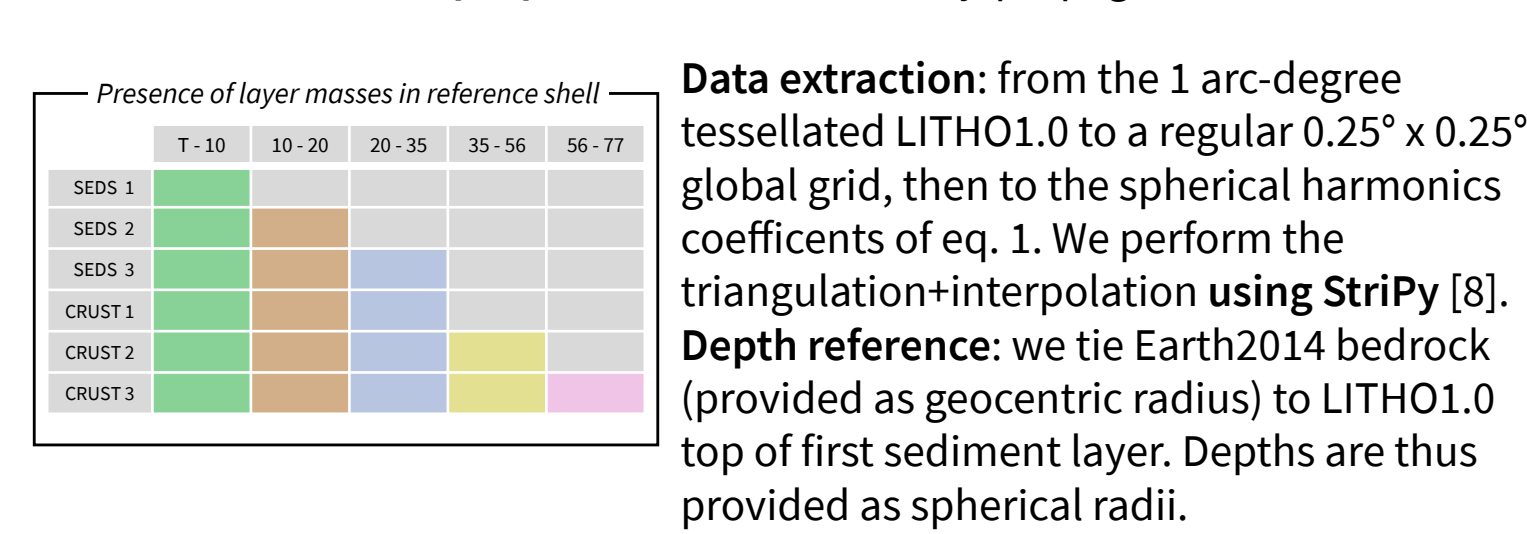 Presence of layer masses in reference shell
T - 10 10 - 20 20 - 35 35 - 56 56 - 77
SEDS 1
SEDS 2
SEDS 3
CRUST 1
CRUST 2
CRUST 3
Data extraction: from the 1 arc-degree
tessellated LITHO1.0 to a regular 0.25° x 0.25°
global grid, then to the spherical harmonics
coefficents of eq. 1. We perform the
triangulation+interpolation using StriPy [8].
Depth reference: we tie Earth2014 bedrock
(provided as geocentric radius) to LITHO1.0
top of first sediment layer. Depths are thus
provided as spherical radii.